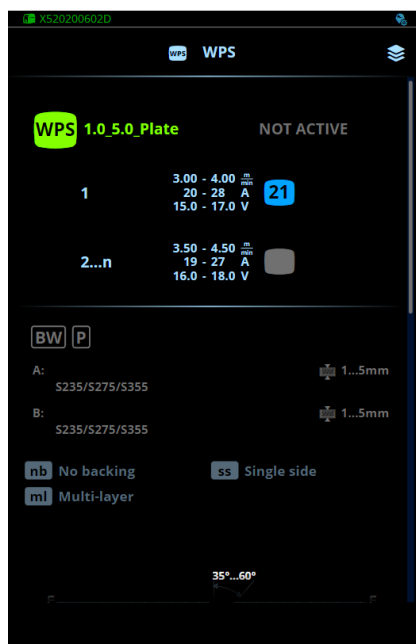 X520200602D
WPS WPS
WPS 1.0_5.0_Plate NOT ACTIVE
1 3.00 - 4.00 m/min 21
20 - 28 A
15.0 - 17.0 V
2...n 3.50 - 4.50 m/min
19 - 27 A
16.0 - 18.0 V
BW P
A: 1...5mm
S235/S275/S355
B: 1...5mm
S235/S275/S355
nb No backing ss Single side
ml Multi-layer
35°...60°